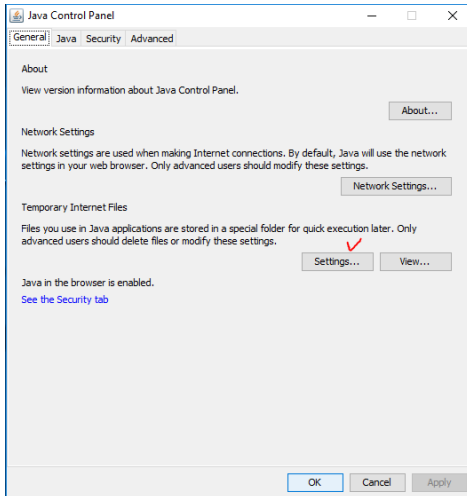 Java Control Panel
General Java Security Advanced
About
View version information about Java Control Panel.
About...
Network Settings
Network settings are used when making Internet connections. By default, Java will use the network
settings in your web browser. Only advanced users should modify these settings.
Network Settings...
Temporary Internet Files
Files you use in Java applications are stored in a special folder for quick execution later. Only
advanced users should delete files or modify these settings.
Settings... View...
Java in the browser is enabled.
See the Security tab
OK Cancel Apply